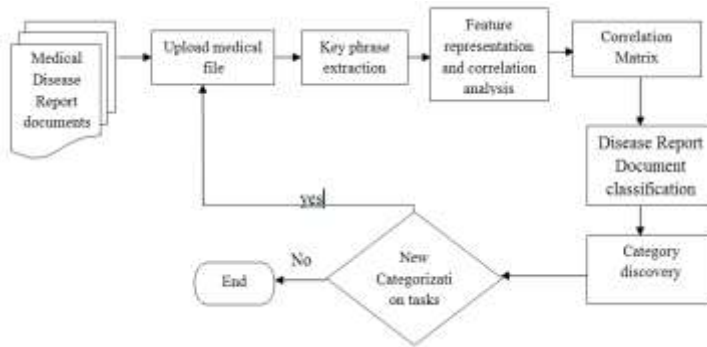 Medical
Disease
Report
documents
Upload medical
file
Key phrase
extraction
Feature
representation
and correlation
analysis
Correlation
Matrix
Disease Report
Document
classification
Category
discovery
New
Categorizati
on tasks
yes
No
End